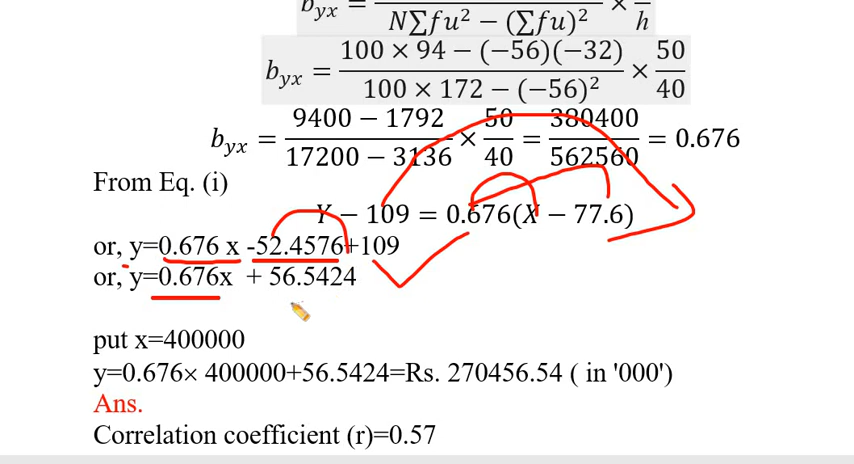 b_yx = / N∑fu² − (∑fu)² × / h
b_yx = 100 × 94 − (−56)(−32) / 100 × 172 − (−56)² × 50 / 40
b_yx = 9400 − 1792 / 17200 − 3136 × 50 / 40 = 380400 / 562560 = 0.676
From Eq. (i)
Y − 109 = 0.676(X − 77.6)
or, y=0.676 x -52.4576+109
or, y=0.676x + 56.5424
put x=400000
y=0.676× 400000+56.5424=Rs. 270456.54 ( in '000')
Ans.
Correlation coefficient (r)=0.57